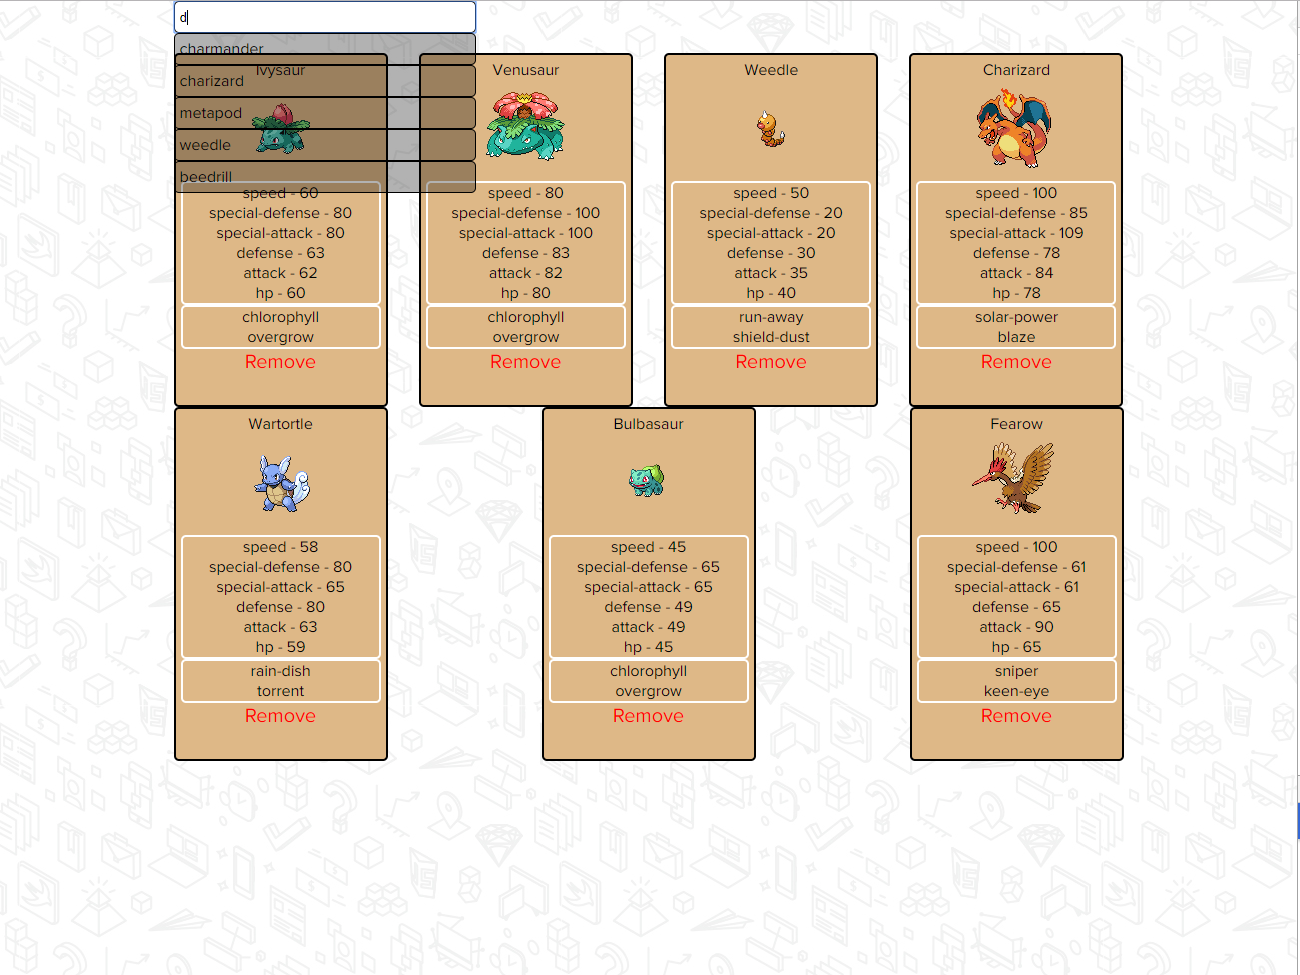 d
charmander
charizard
metapod
weedle
beedrill
Ivysaur
speed - 60
special-defense - 80
special-attack - 80
defense - 63
attack - 62
hp - 60
chlorophyll
overgrow
Remove
Venusaur
speed - 80
special-defense - 100
special-attack - 100
defense - 83
attack - 82
hp - 80
chlorophyll
overgrow
Remove
Weedle
speed - 50
special-defense - 20
special-attack - 20
defense - 30
attack - 35
hp - 40
run-away
shield-dust
Remove
Charizard
speed - 100
special-defense - 85
special-attack - 109
defense - 78
attack - 84
hp - 78
solar-power
blaze
Remove
Wartortle
speed - 58
special-defense - 80
special-attack - 65
defense - 80
attack - 63
hp - 59
rain-dish
torrent
Remove
Bulbasaur
speed - 45
special-defense - 65
special-attack - 65
defense - 49
attack - 49
hp - 45
chlorophyll
overgrow
Remove
Fearow
speed - 100
special-defense - 61
special-attack - 61
defense - 65
attack - 90
hp - 65
sniper
keen-eye
Remove